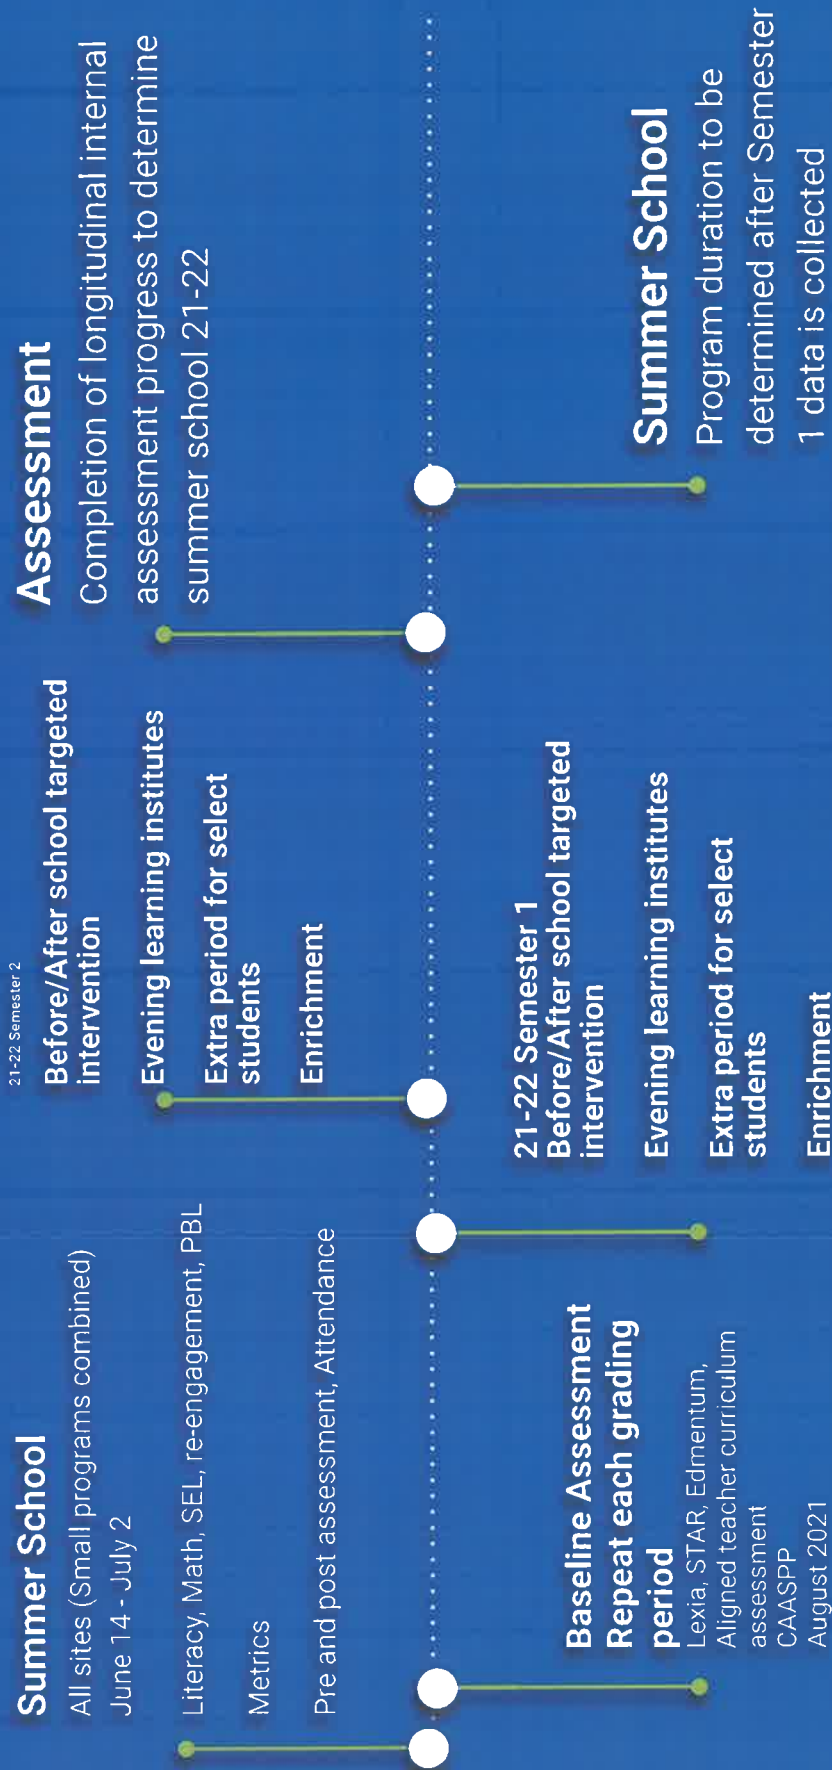 Summer School
All sites (Small programs combined)
June 14 - July 2
Literacy, Math, SEL, re-engagement, PBL
Metrics
Pre and post assessment, Attendance
Baseline Assessment
Repeat each grading
period
Lexia, STAR, Edmentum,
Aligned teacher curriculum
assessment
CAASPP
August 2021
21-22 Semester 1
Before/After school targeted
intervention
Evening learning institutes
Extra period for select
students
Enrichment
21-22 Semester 2
Before/After school targeted
intervention
Evening learning institutes
Extra period for select
students
Enrichment
Assessment
Completion of longitudinal internal
assessment progress to determine
summer school 21-22
Summer School
Program duration to be
determined after Semester
1 data is collected